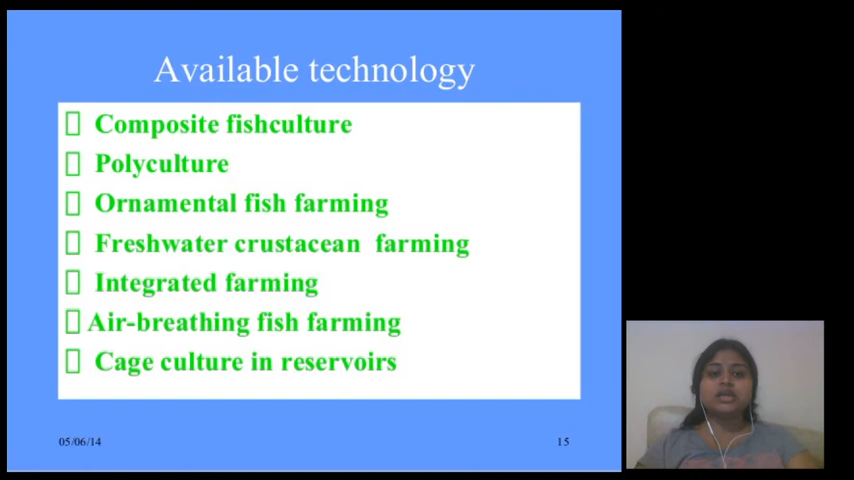 Available technology
Composite fishculture
Polyculture
Ornamental fish farming
Freshwater crustacean farming
Integrated farming
Air-breathing fish farming
Cage culture in reservoirs
05/06/14
15